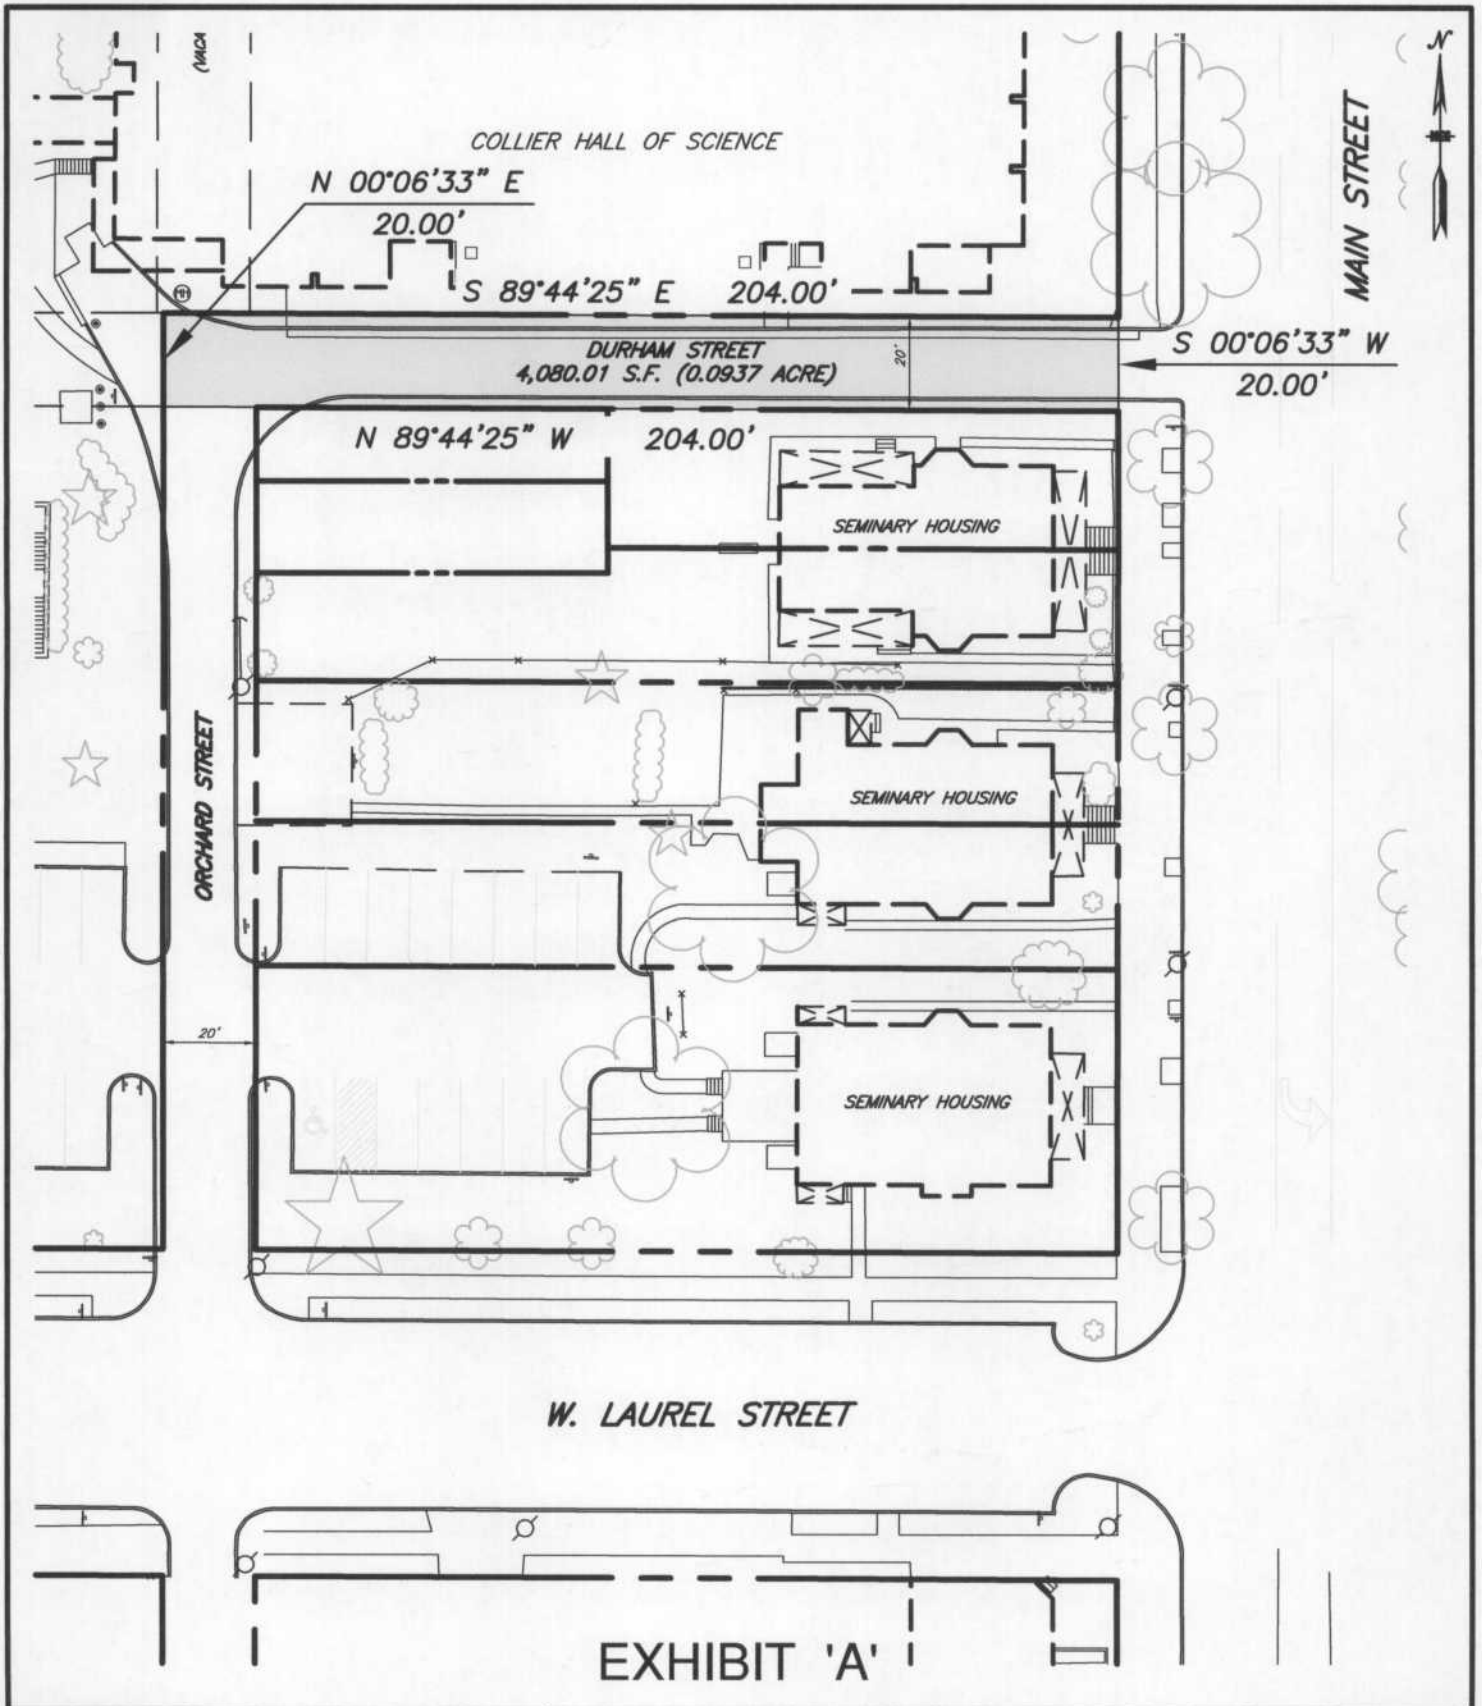 (VACA
N
COLLIER HALL OF SCIENCE
MAIN STREET
N 00°06'33" E
20.00'
S 89°44'25" E 204.00'
DURHAM STREET
4,080.01 S.F. (0.0937 ACRE)
20'
S 00°06'33" W
20.00'
N 89°44'25" W 204.00'
SEMINARY HOUSING
ORCHARD STREET
SEMINARY HOUSING
20'
SEMINARY HOUSING
W. LAUREL STREET
EXHIBIT 'A'